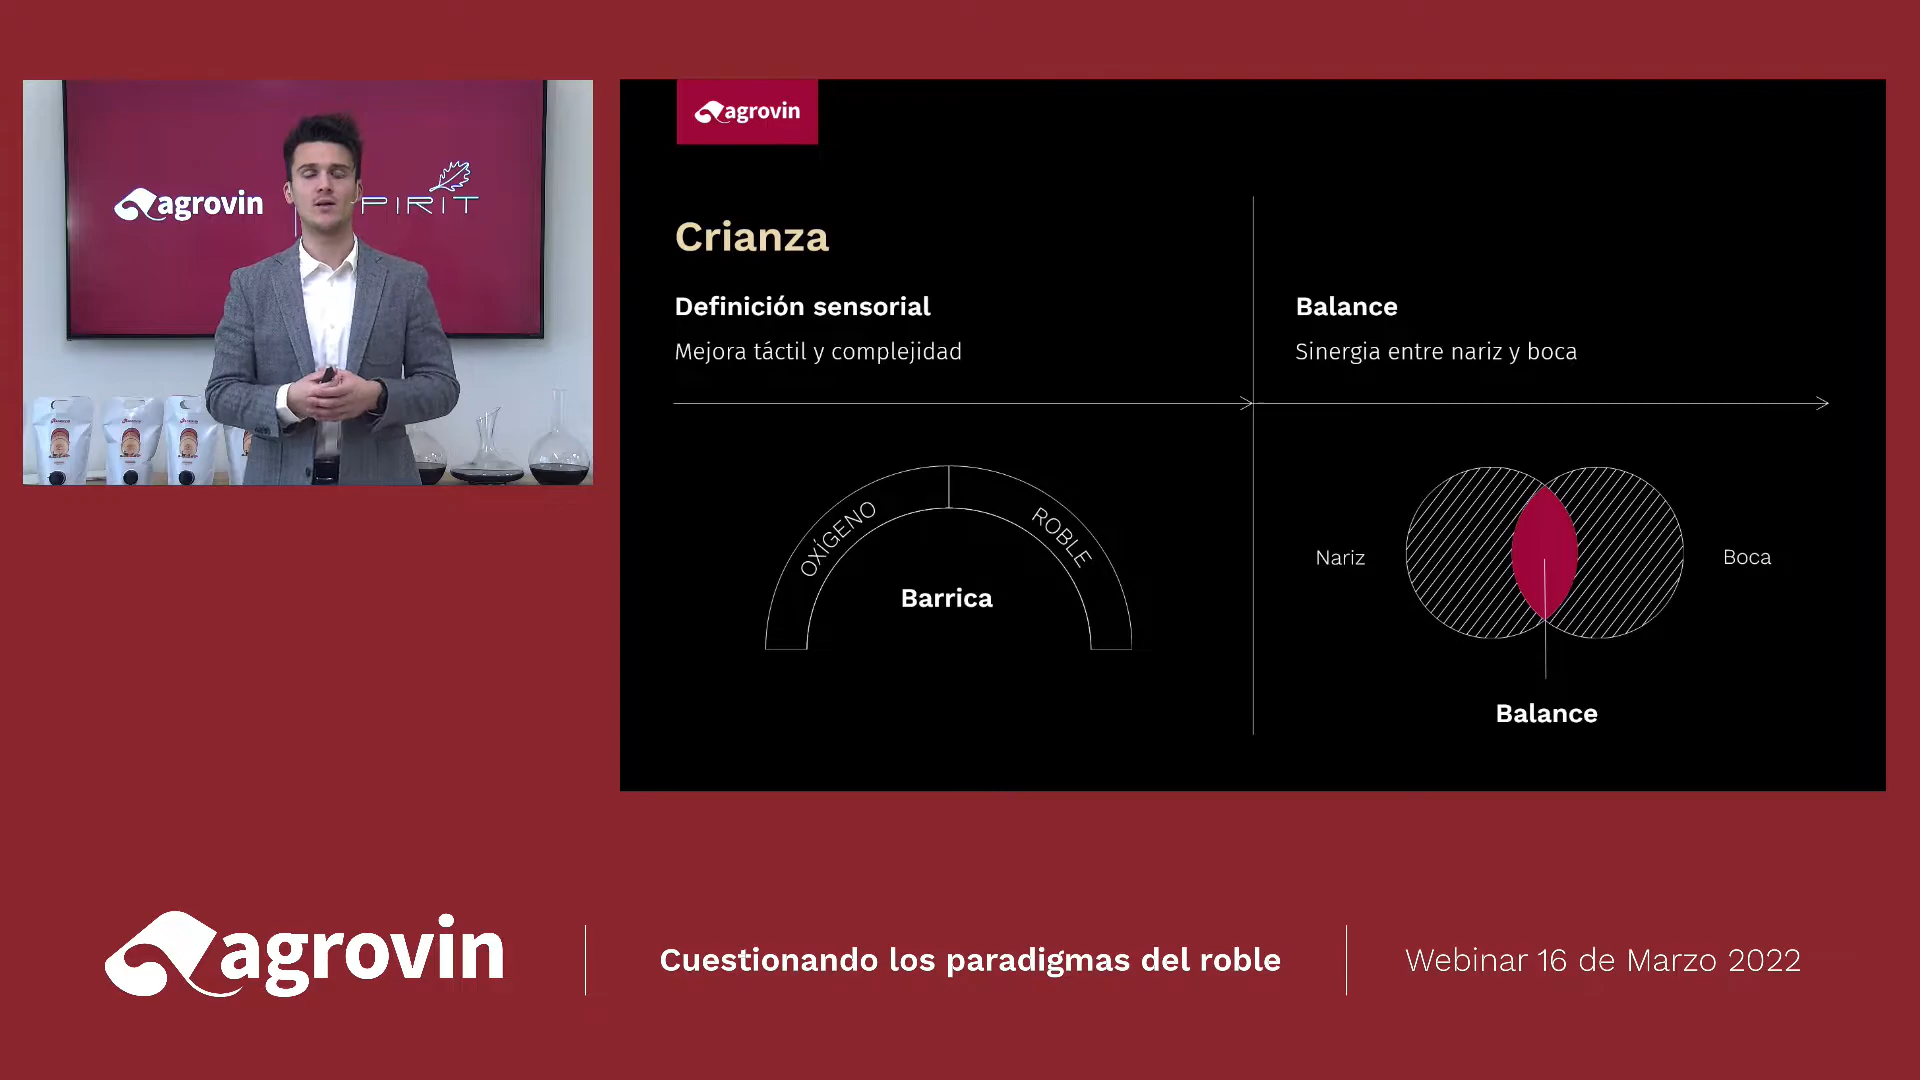 agrovin
PIRIT
agrovin
Crianza
Definición sensorial
Mejora táctil y complejidad
Balance
Sinergia entre nariz y boca
OXÍGENO
ROBLE
Barrica
Nariz
Boca
Balance
agrovin
Cuestionando los paradigmas del roble
Webinar 16 de Marzo 2022